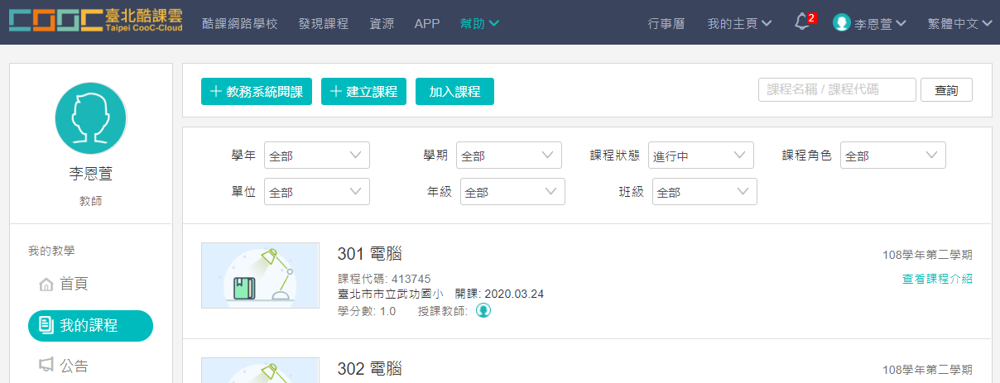 臺北酷課雲
Taipei CooC-Cloud
酷課網路學校 發現課程 資源 APP 幫助 行事曆 我的主頁 2 李恩萱 繁體中文
李恩萱
教師
我的教學
首頁
我的課程
公告
+ 教務系統開課 + 建立課程 加入課程 課程名稱 / 課程代碼 查詢
學年 全部 學期 全部 課程狀態 進行中 課程角色 全部
單位 全部 年級 全部 班級 全部
301 電腦 108學年第二學期
課程代碼: 413745 查看課程介紹
臺北市市立武功國小 開課: 2020.03.24
學分數: 1.0 授課教師:
302 電腦 108學年第二學期